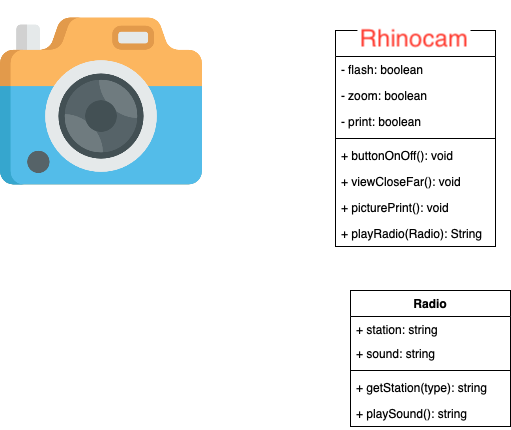 Rhinocam
- flash: boolean
- zoom: boolean
- print: boolean
+ buttonOnOff(): void
+ viewCloseFar(): void
+ picturePrint(): void
+ playRadio(Radio): String
Radio
+ station: string
+ sound: string
+ getStation(type): string
+ playSound(): string